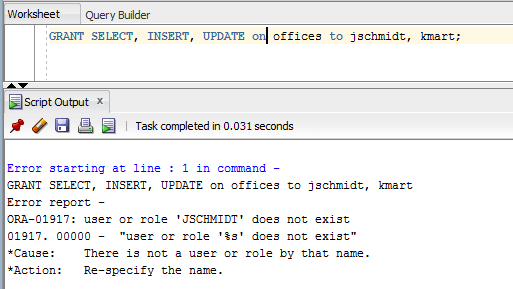 Worksheet Query Builder
GRANT SELECT, INSERT, UPDATE on offices to jschmidt, kmart;
Script Output x
Task completed in 0.031 seconds
Error starting at line : 1 in command -
GRANT SELECT, INSERT, UPDATE on offices to jschmidt, kmart
Error report -
ORA-01917: user or role 'JSCHMIDT' does not exist
01917. 00000 - "user or role '%s' does not exist"
*Cause: There is not a user or role by that name.
*Action: Re-specify the name.